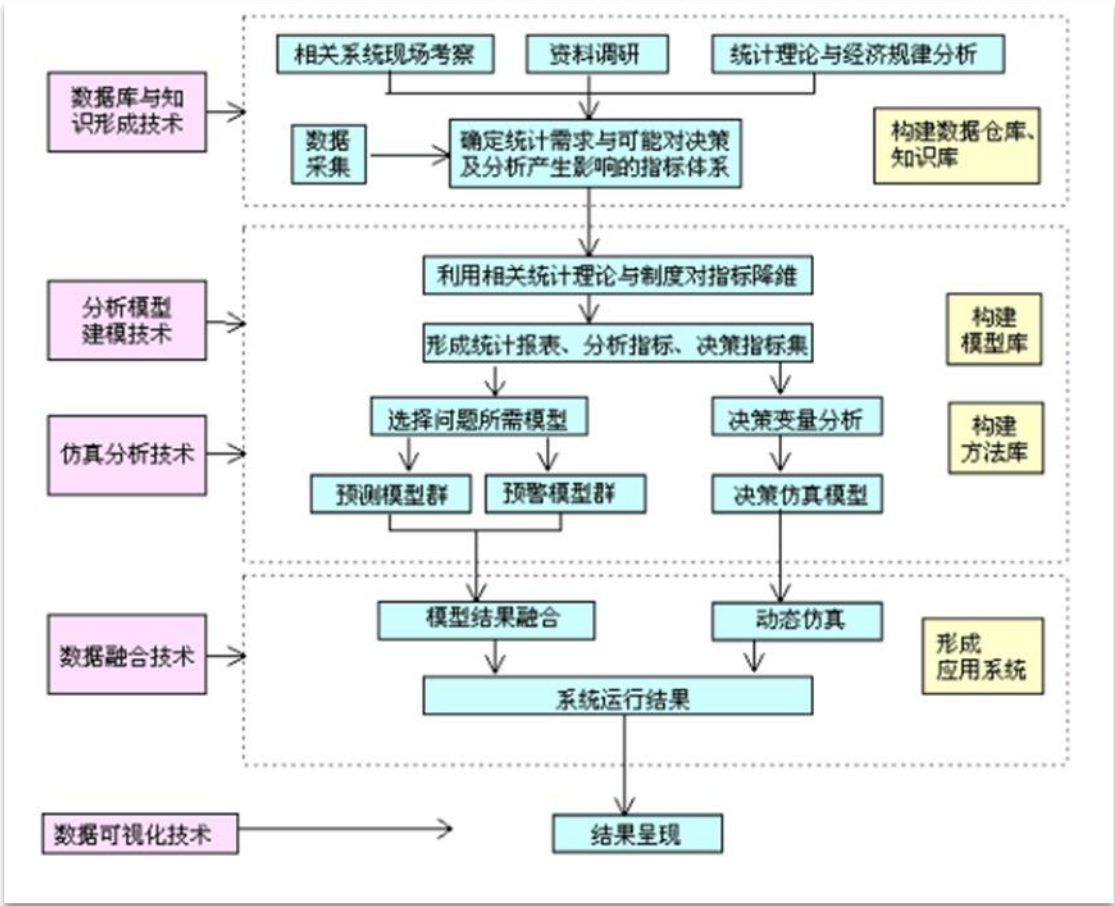 相关系统现场考察
资料调研
统计理论与经济规律分析
数据库与知
识形成技术
数据
采集
确定统计需求与可能对决策
及分析产生影响的指标体系
构建数据仓库、
知识库
利用相关统计理论与制度对指标降维
分析模型
建模技术
构建
模型库
形成统计报表、分析指标、决策指标集
选择问题所需模型
决策变量分析
仿真分析技术
构建
方法库
预测模型群
预警模型群
决策仿真模型
模型结果融合
动态仿真
数据融合技术
形成
应用系统
系统运行结果
数据可视化技术
结果呈现